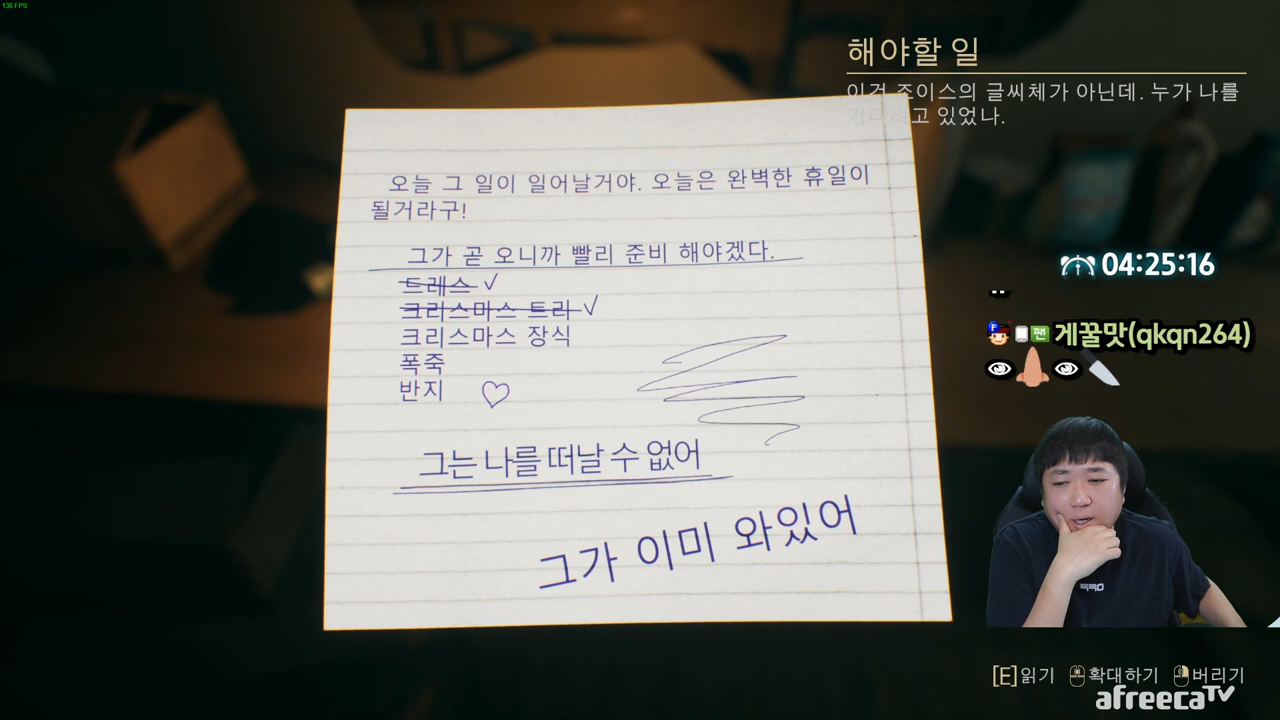 136 FPS
해야할 일
이건 조이스의 글씨체가 아닌데. 누가 나를
기다리고 있었나.
오늘 그 일이 일어날거야. 오늘은 완벽한 휴일이
될거라구!
그가 곧 오니까 빨리 준비 해야겠다.
드레스 ✓
크리스마스 트리 ✓
크리스마스 장식
폭죽
반지 ♡
그는 나를 떠날 수 없어
그가 이미 와있어
04:25:16
F 팬 게꿀맛(qkqn264)
[E]읽기 확대하기 버리기
afreecaTV